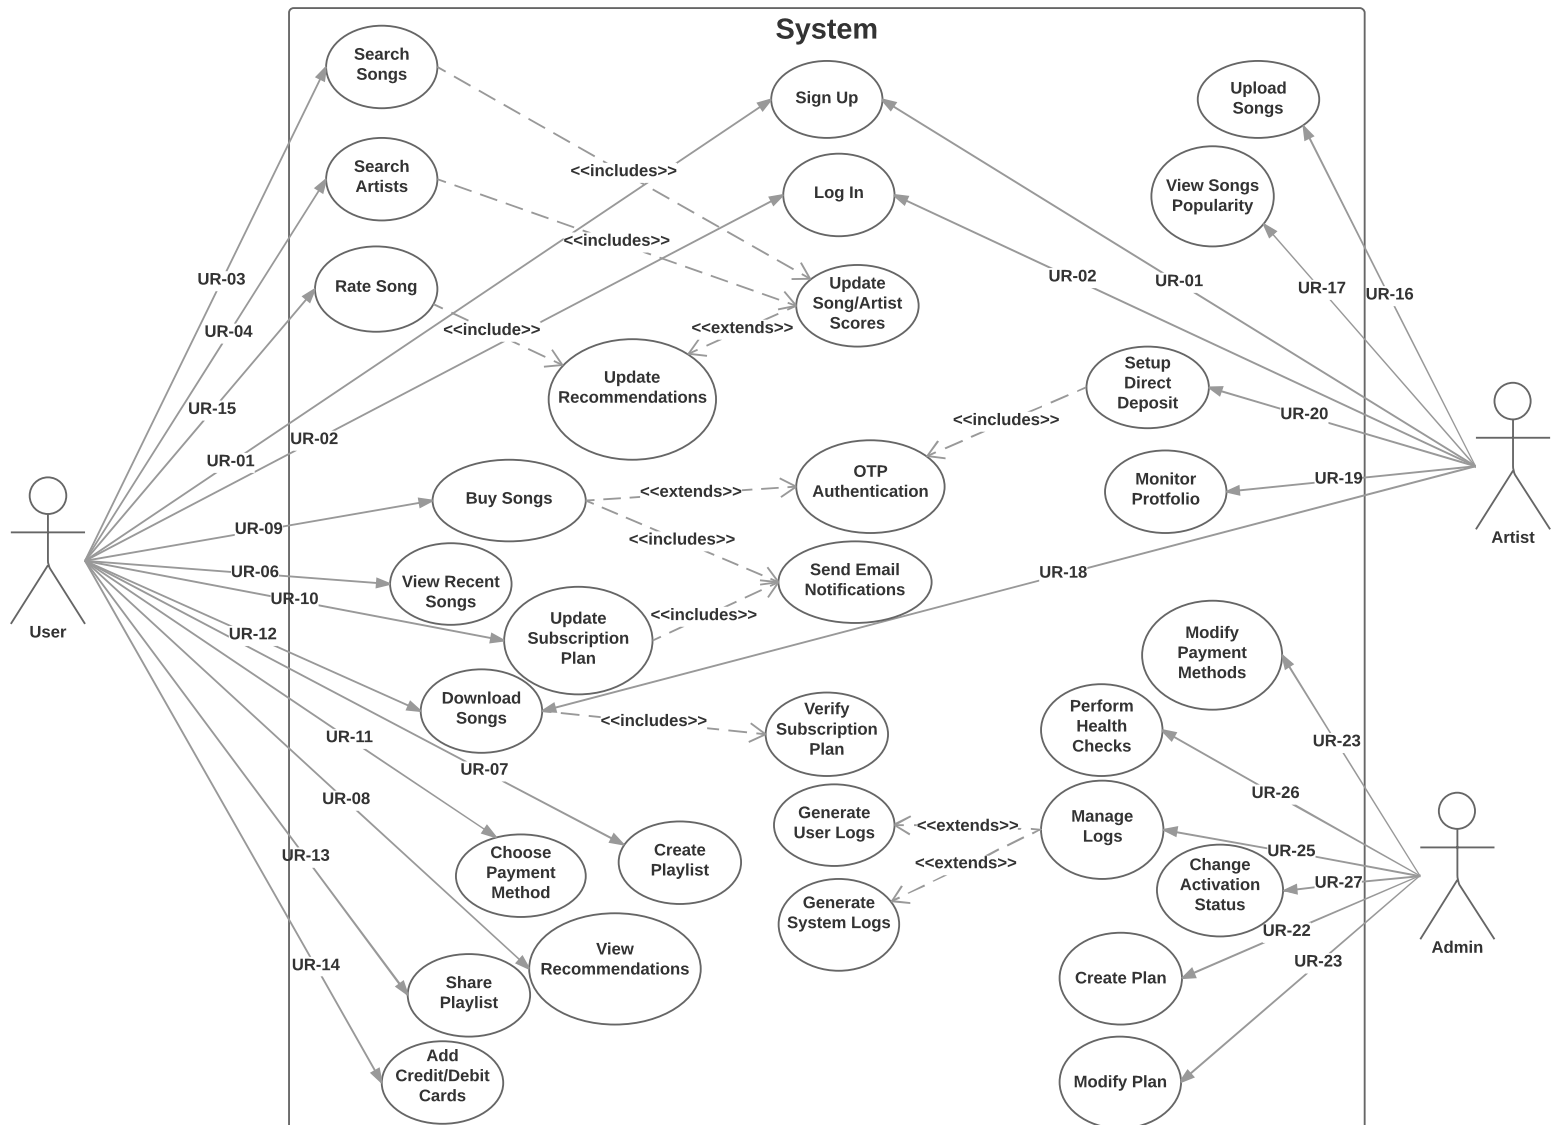 System
Search
Songs
Sign Up
Upload
Songs
Search
Artists
<<includes>>
Log In
View Songs
Popularity
<<includes>>
UR-03
Rate Song
Update
Song/Artist
Scores
UR-02
UR-01
UR-17
UR-16
UR-04
<<include>>
<<extends>>
Update
Recommendations
Setup
Direct
Deposit
UR-15
UR-02
UR-01
<<includes>>
UR-20
Buy Songs
<<extends>>
OTP
Authentication
Monitor
Protfolio
UR-19
UR-09
<<includes>>
Artist
UR-06
View Recent
Songs
Send Email
Notifications
UR-18
UR-10
User
UR-12
Update
Subscription
Plan
<<includes>>
Modify
Payment
Methods
Download
Songs
<<includes>>
Verify
Subscription
Plan
Perform
Health
Checks
UR-11
UR-07
UR-23
UR-08
UR-26
Generate
User Logs
<<extends>>
Manage
Logs
UR-13
Choose
Payment
Method
Create
Playlist
<<extends>>
UR-25
Change
Activation
Status
UR-27
Generate
System Logs
UR-22
Admin
UR-14
View
Recommendations
UR-23
Share
Playlist
Create Plan
Add
Credit/Debit
Cards
Modify Plan